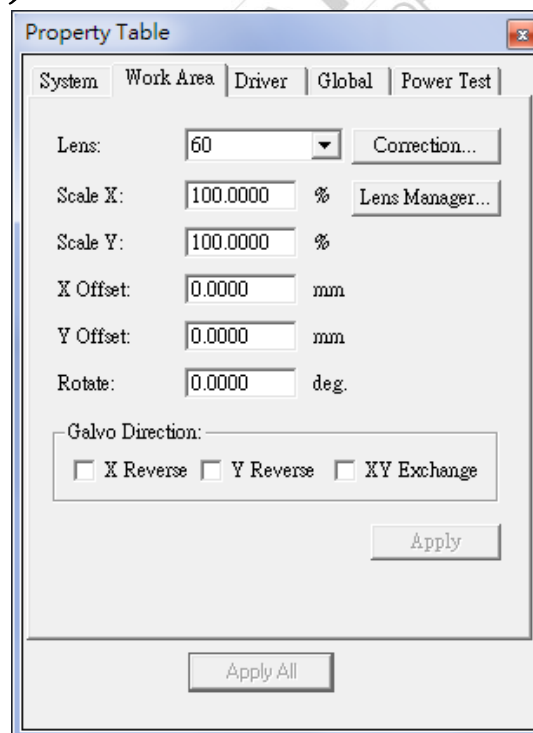 Property Table
System Work Area Driver Global Power Test
Lens: 60 Correction...
Scale X: 100.0000 % Lens Manager...
Scale Y: 100.0000 %
X Offset: 0.0000 mm
Y Offset: 0.0000 mm
Rotate: 0.0000 deg.
Galvo Direction:
X Reverse Y Reverse XY Exchange
Apply
Apply All